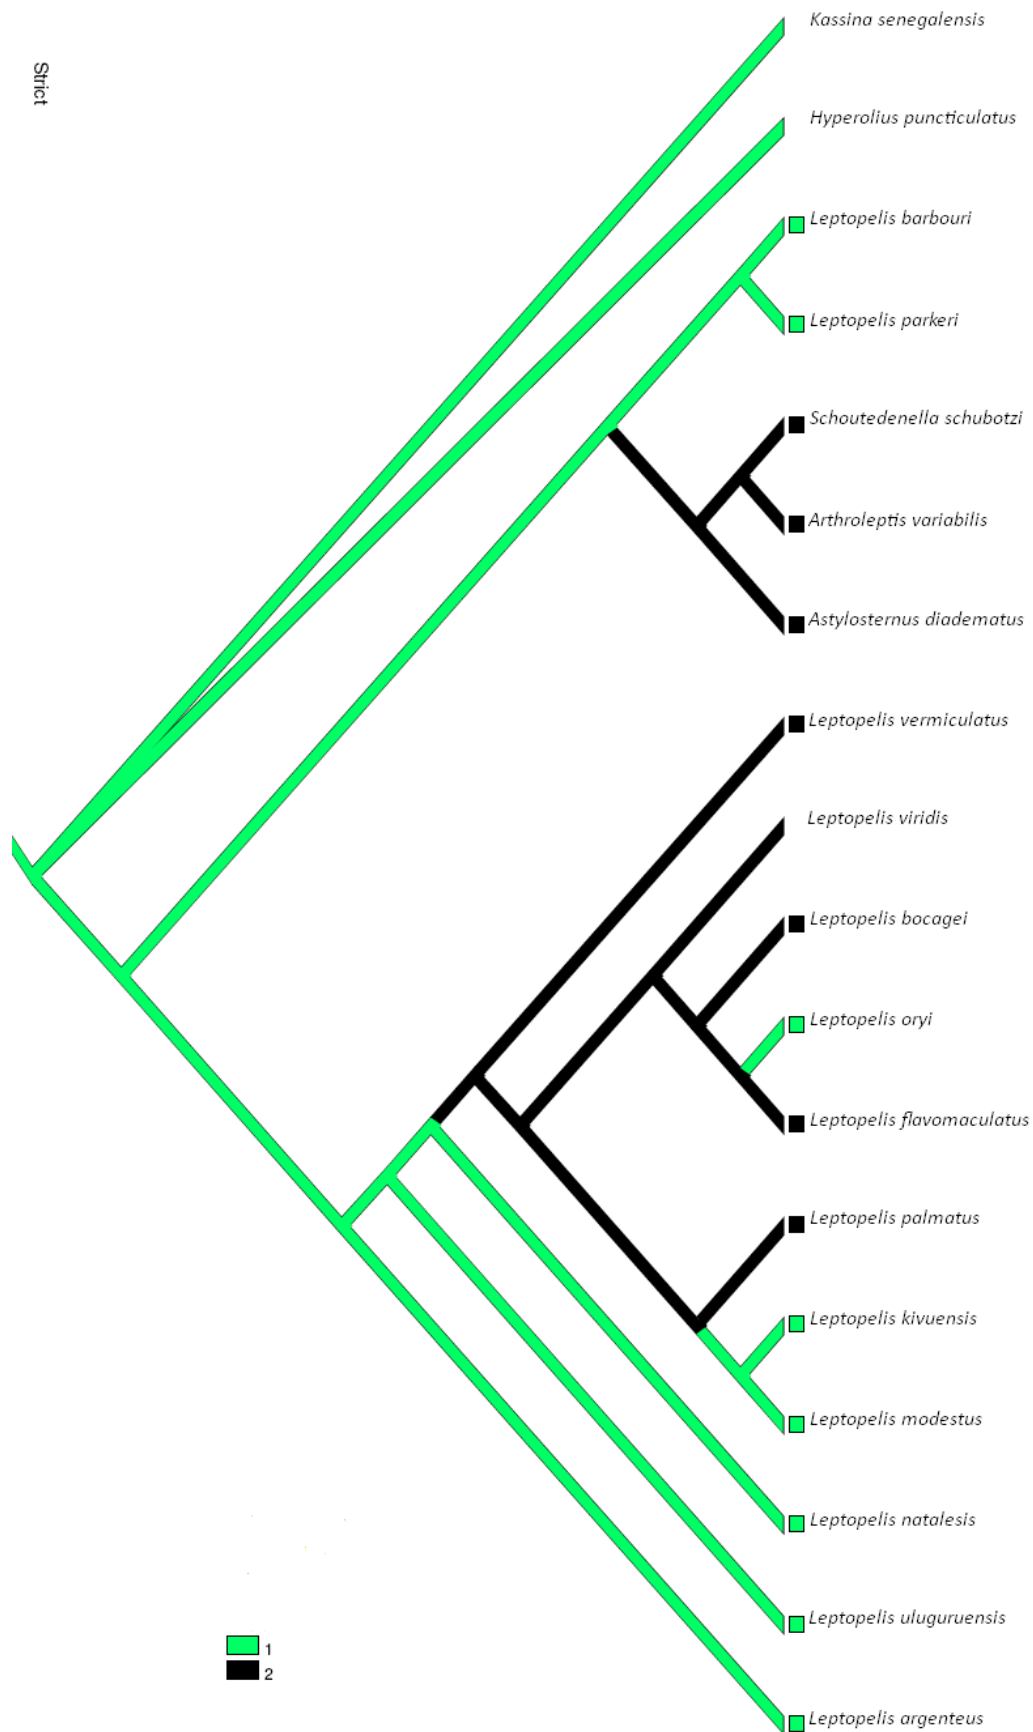 Kassina senegalensis
Strict
Hyperolius puncticulatus
Leptopelis barbouri
Leptopelis parkeri
Schoutedenella schubotzi
Arthroleptis variabilis
Astylosternus diadematus
Leptopelis vermiculatus
Leptopelis viridis
Leptopelis bocagei
Leptopelis oryi
Leptopelis flavomaculatus
Leptopelis palmatus
Leptopelis kivuensis
Leptopelis modestus
Leptopelis natalesis
Leptopelis uluguruensis
1
2
Leptopelis argenteus